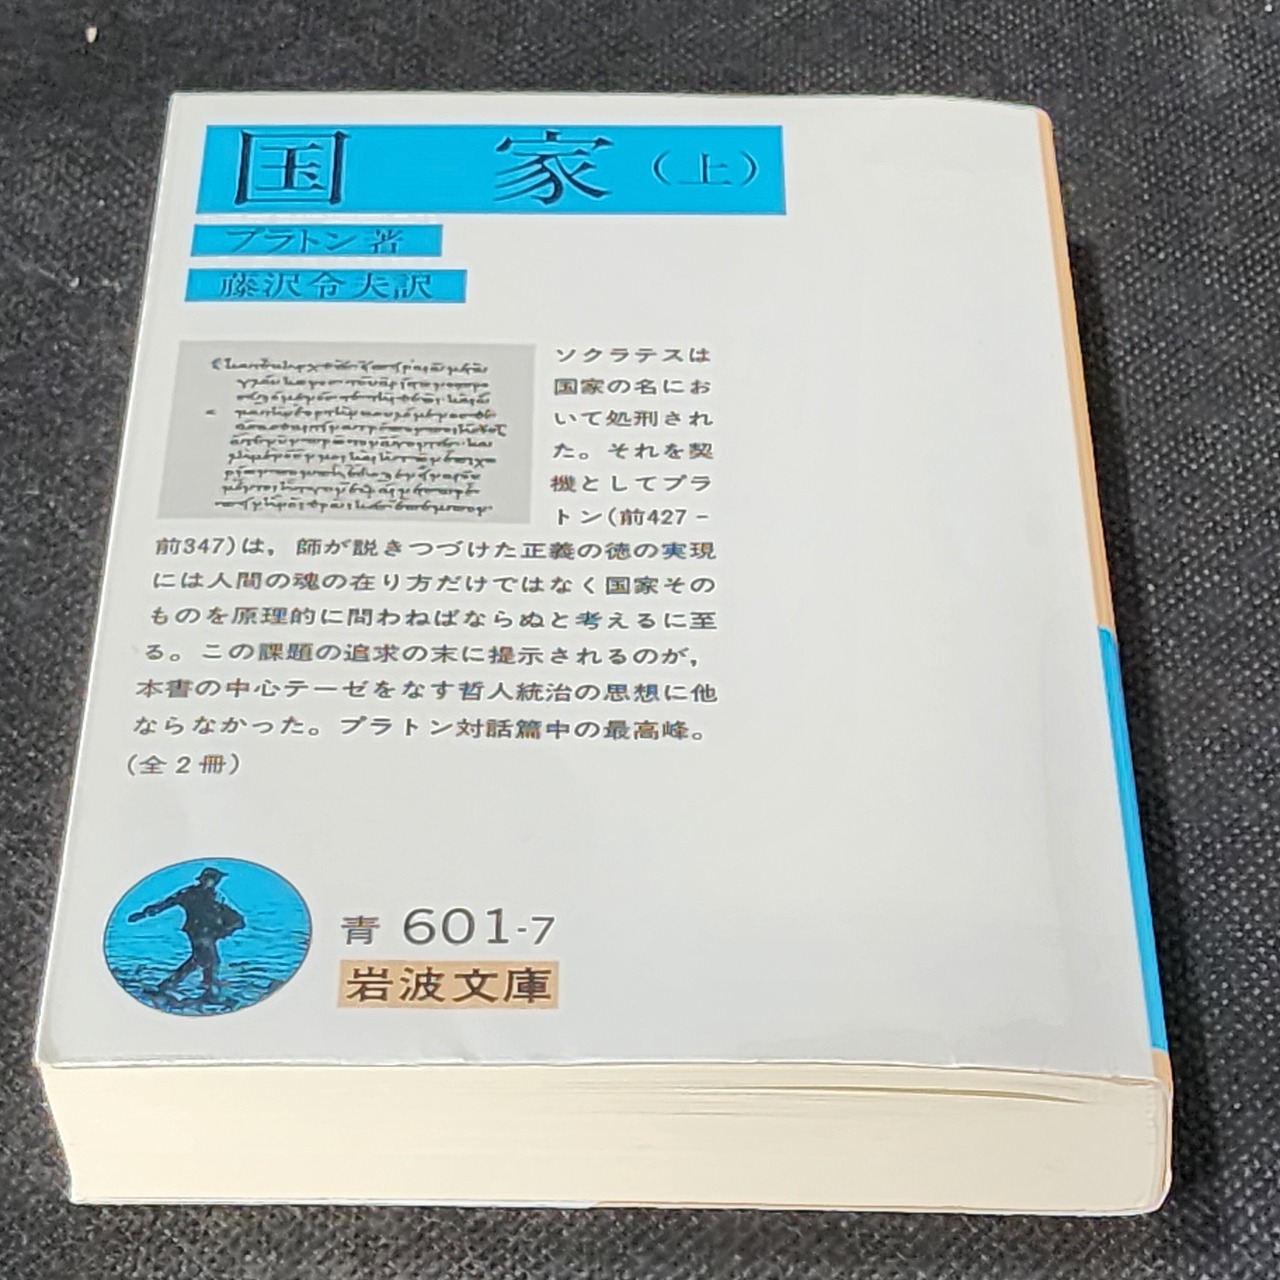 国 家（上）
プラトン著
藤沢令夫訳
ソクラテスは
国家の名にお
いて処刑され
た。それを契
機としてプラ
トン(前427-
前347)は，師が説きつづけた正義の徳の実現
には人間の魂の在り方だけではなく国家その
ものを原理的に問わねばならぬと考えるに至
る。この課題の追求の末に提示されるのが，
本書の中心テーゼをなす哲人統治の思想に他
ならなかった。プラトン対話篇中の最高峰。
(全２冊)
青 601-7
岩波文庫